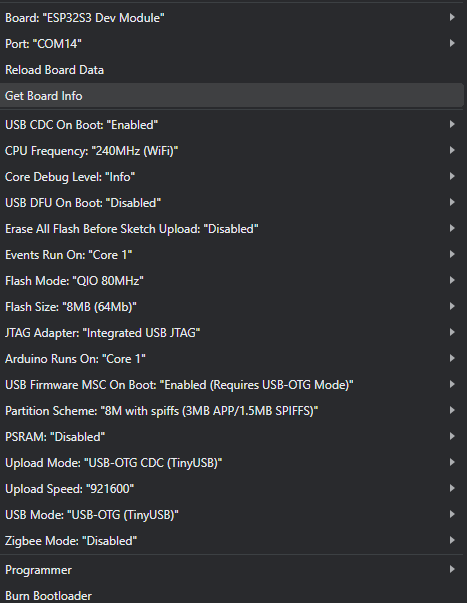 Board: "ESP32S3 Dev Module"
Port: "COM14"
Reload Board Data
Get Board Info
USB CDC On Boot: "Enabled"
CPU Frequency: "240MHz (WiFi)"
Core Debug Level: "Info"
USB DFU On Boot: "Disabled"
Erase All Flash Before Sketch Upload: "Disabled"
Events Run On: "Core 1"
Flash Mode: "QIO 80MHz"
Flash Size: "8MB (64Mb)"
JTAG Adapter: "Integrated USB JTAG"
Arduino Runs On: "Core 1"
USB Firmware MSC On Boot: "Enabled (Requires USB-OTG Mode)"
Partition Scheme: "8M with spiffs (3MB APP/1.5MB SPIFFS)"
PSRAM: "Disabled"
Upload Mode: "USB-OTG CDC (TinyUSB)"
Upload Speed: "921600"
USB Mode: "USB-OTG (TinyUSB)"
Zigbee Mode: "Disabled"
Programmer
Burn Bootloader